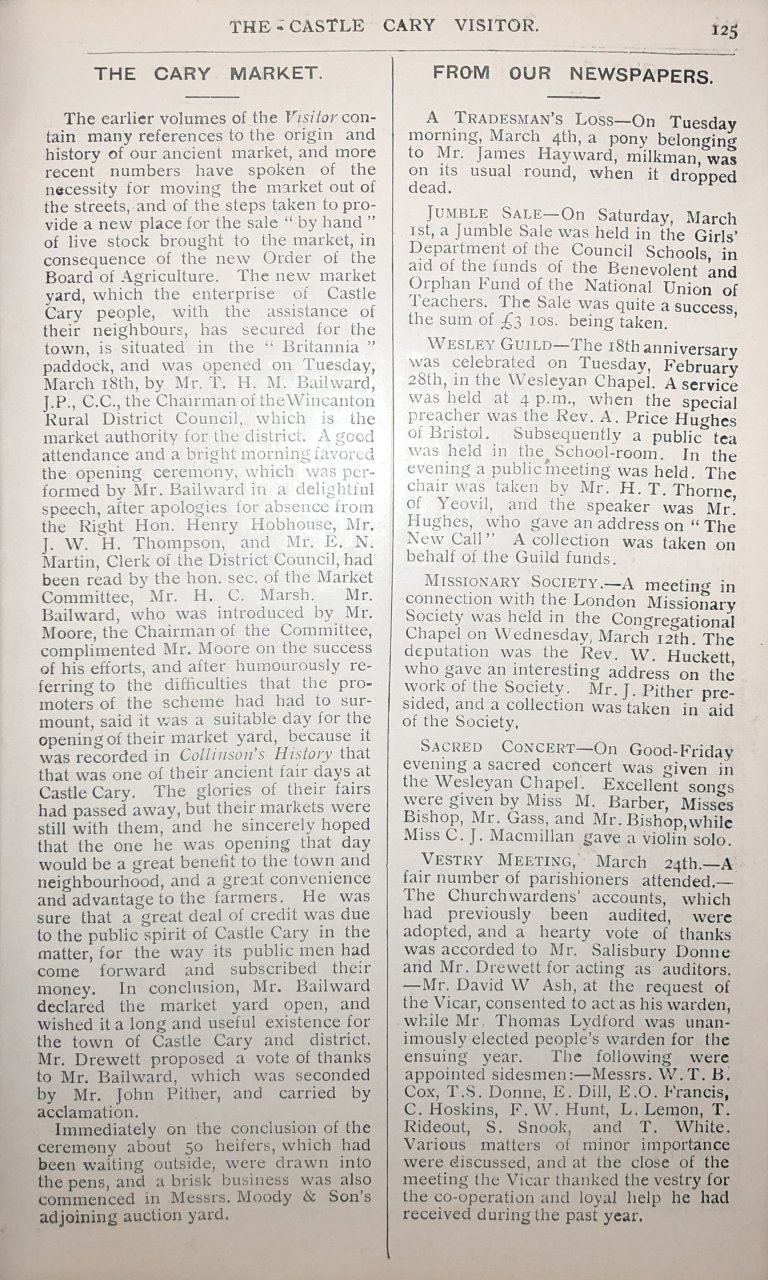 THE - CASTLE CARY VISITOR.
125
THE CARY MARKET.
The earlier volumes of the Visitor con-
tain many references to the origin and
history of our ancient market, and more
recent numbers have spoken of the
necessity for moving the market out of
the streets, and of the steps taken to pro-
vide a new place for the sale “ by hand ”
of live stock brought to the market, in
consequence of the new Order of the
Board of Agriculture. The new market
yard, which the enterprise of Castle
Cary people, with the assistance of
their neighbours, has secured for the
town, is situated in the “ Britannia ”
paddock, and was opened on Tuesday,
March 18th, by Mr. T. H. M. Bailward,
J.P., C.C., the Chairman of the Wincanton
Rural District Council, which is the
market authority for the district. A good
attendance and a bright morning favored
the opening ceremony, which was per-
formed by Mr. Bailward in a delightful
speech, after apologies for absence from
the Right Hon. Henry Hobhouse, Mr.
J. W. H. Thompson, and Mr. E. N.
Martin, Clerk of the District Council, had
been read by the hon. sec. of the Market
Committee, Mr. H. C. Marsh. Mr.
Bailward, who was introduced by Mr.
Moore, the Chairman of the Committee,
complimented Mr. Moore on the success
of his efforts, and after humourously re-
ferring to the difficulties that the pro-
moters of the scheme had had to sur-
mount, said it was a suitable day for the
opening of their market yard, because it
was recorded in Collinson's History that
that was one of their ancient fair days at
Castle Cary. The glories of their fairs
had passed away, but their markets were
still with them, and he sincerely hoped
that the one he was opening that day
would be a great benefit to the town and
neighbourhood, and a great convenience
and advantage to the farmers. He was
sure that a great deal of credit was due
to the public spirit of Castle Cary in the
matter, for the way its public men had
come forward and subscribed their
money. In conclusion, Mr. Bailward
declared the market yard open, and
wished it a long and useful existence for
the town of Castle Cary and district.
Mr. Drewett proposed a vote of thanks
to Mr. Bailward, which was seconded
by Mr. John Pither, and carried by
acclamation.
Immediately on the conclusion of the
ceremony about 50 heifers, which had
been waiting outside, were drawn into
the pens, and a brisk business was also
commenced in Messrs. Moody & Son's
adjoining auction yard.
FROM OUR NEWSPAPERS.
A TRADESMAN'S LOSS—On Tuesday
morning, March 4th, a pony belonging
to Mr. James Hayward, milkman, was
on its usual round, when it dropped
dead.
JUMBLE SALE—On Saturday, March
1st, a Jumble Sale was held in the Girls'
Department of the Council Schools, in
aid of the funds of the Benevolent and
Orphan Fund of the National Union of
Teachers. The Sale was quite a success,
the sum of £3 10s. being taken.
WESLEY GUILD—The 18th anniversary
was celebrated on Tuesday, February
28th, in the Wesleyan Chapel. A service
was held at 4 p.m., when the special
preacher was the Rev. A. Price Hughes
of Bristol. Subsequently a public tea
was held in the School-room. In the
evening a public meeting was held. The
chair was taken by Mr. H. T. Thorne,
of Yeovil, and the speaker was Mr.
Hughes, who gave an address on “ The
New Call ” A collection was taken on
behalf of the Guild funds.
MISSIONARY SOCIETY.—A meeting in
connection with the London Missionary
Society was held in the Congregational
Chapel on Wednesday, March 12th. The
deputation was the Rev. W. Huckett,
who gave an interesting address on the
work of the Society. Mr. J. Pither pre-
sided, and a collection was taken in aid
of the Society,
SACRED CONCERT—On Good-Friday
evening a sacred concert was given in
the Wesleyan Chapel. Excellent songs
were given by Miss M. Barber, Misses
Bishop, Mr. Gass, and Mr. Bishop, while
Miss C. J. Macmillan gave a violin solo.
VESTRY MEETING, March 24th.—A
fair number of parishioners attended.—
The Churchwardens' accounts, which
had previously been audited, were
adopted, and a hearty vote of thanks
was accorded to Mr. Salisbury Donne
and Mr. Drewett for acting as auditors.
—Mr. David W Ash, at the request of
the Vicar, consented to act as his warden,
while Mr. Thomas Lydford was unan-
imously elected people's warden for the
ensuing year. The following were
appointed sidesmen:—Messrs. W. T. B.
Cox, T.S. Donne, E. Dill, E.O. Francis,
C. Hoskins, F. W. Hunt, L. Lemon, T.
Rideout, S. Snook, and T. White.
Various matters of minor importance
were discussed, and at the close of the
meeting the Vicar thanked the vestry for
the co-operation and loyal help he had
received during the past year.